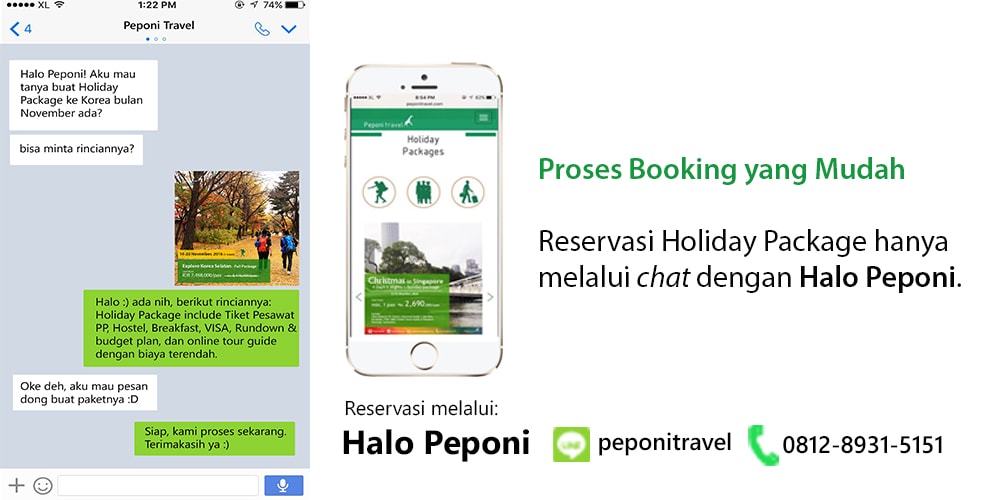 XL 1:22 PM 74%
4 Peponi Travel
Halo Peponi! Aku mau
tanya buat Holiday
Package ke Korea bulan
November ada?
bisa minta rinciannya?
Explore Korea Selatan
Halo :) ada nih, berikut rinciannya:
Holiday Package include Tiket Pesawat
PP, Hostel, Breakfast, VISA, Rundown &
budget plan, dan online tour guide
dengan biaya terendah.
Oke deh, aku mau pesan
dong buat paketnya :D
Siap, kami proses sekarang.
Terimakasih ya :)
XL 8:54 PM
peponitravel.com
Peponi travel
Holiday
Packages
Christmas in Singapore
2,690
Proses Booking yang Mudah
Reservasi Holiday Package hanya
melalui chat dengan Halo Peponi.
Reservasi melalui:
Halo Peponi
LINE
peponitravel
0812-8931-5151